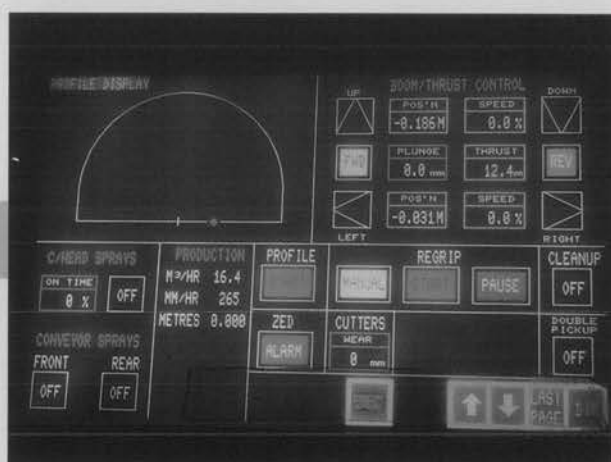 PROFILE DISPLAY
BOOM/THRUST CONTROL
UP
DOWN
POS'N
SPEED
-0.186M
0.0 %
FWD
PLUNGE
THRUST
REV
0.0 mm
12.4m
POS'N
SPEED
-0.031M
0.0 %
LEFT
RIGHT
C/HEAD SPRAYS
ON TIME
0 %
OFF
CONVEYOR SPRAYS
FRONT
REAR
OFF
OFF
PRODUCTION
M³/HR 16.4
MM/HR 265
METRES 0.000
PROFILE
REGRIP
MANUAL
START
PAUSE
CLEANUP
OFF
ZED
ALARM
CUTTERS
WEAR
0 mm
DOUBLE
PICKUP
OFF
LAST
PAGE